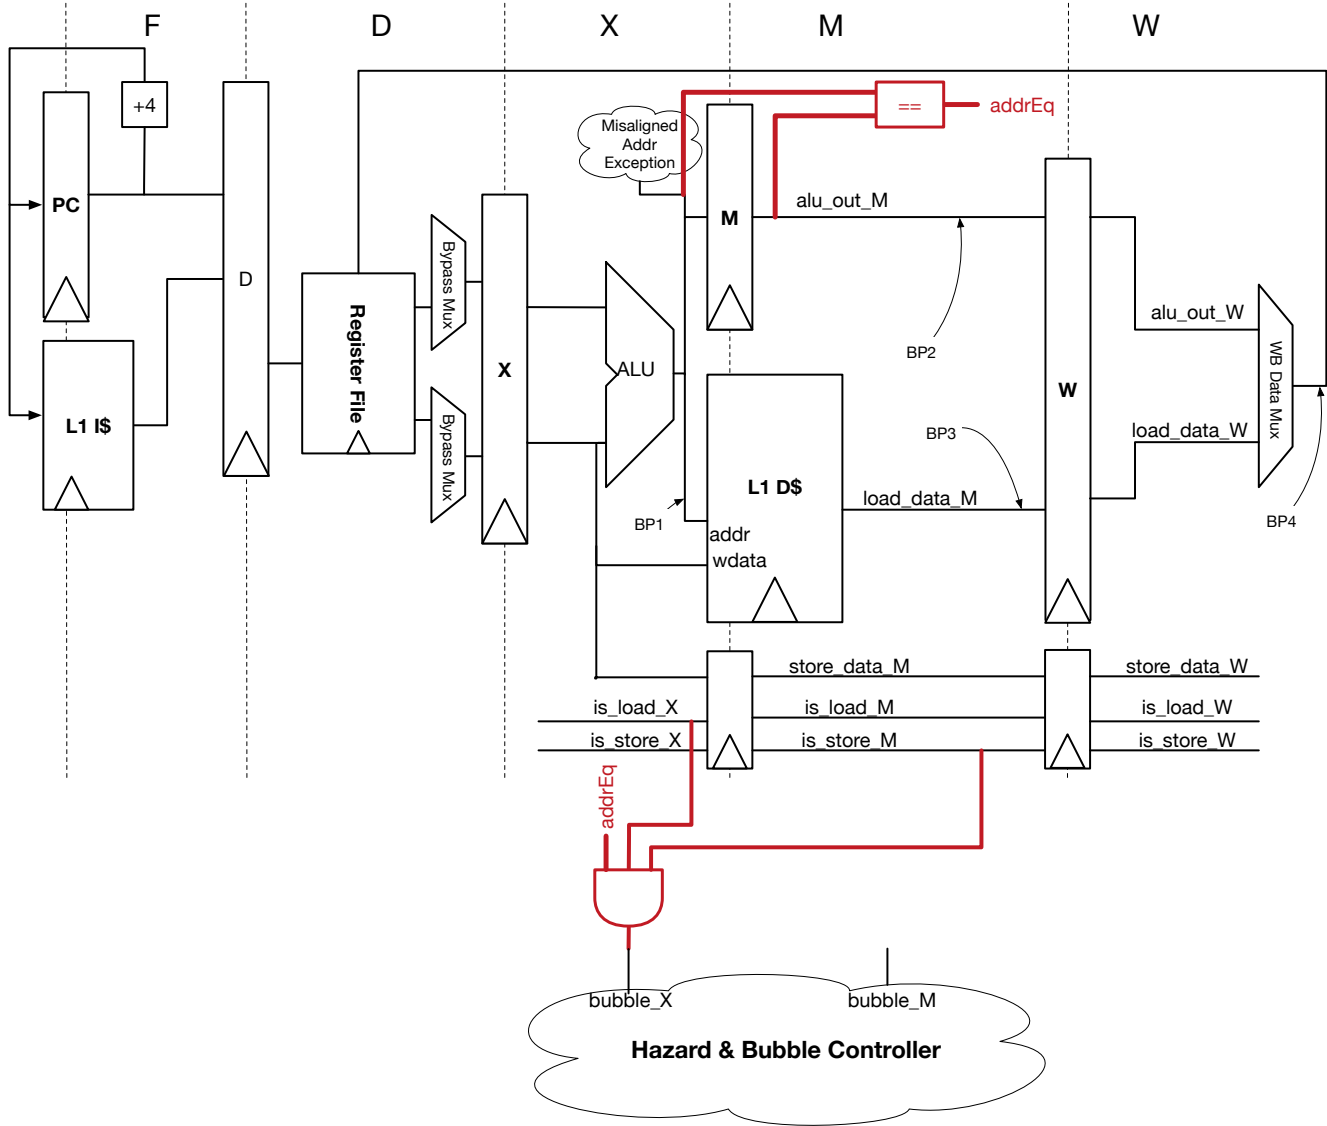 F
D
X
M
W
+4
PC
L1 I$
D
Register File
Bypass Mux
Bypass Mux
X
Misaligned
Addr
Exception
ALU
BP1
==
addrEq
M
alu_out_M
BP2
BP3
L1 D$
addr
wdata
load_data_M
W
alu_out_W
load_data_W
WB Data Mux
BP4
store_data_M
store_data_W
is_load_X
is_load_M
is_load_W
is_store_X
is_store_M
is_store_W
addrEq
bubble_X
bubble_M
Hazard & Bubble Controller